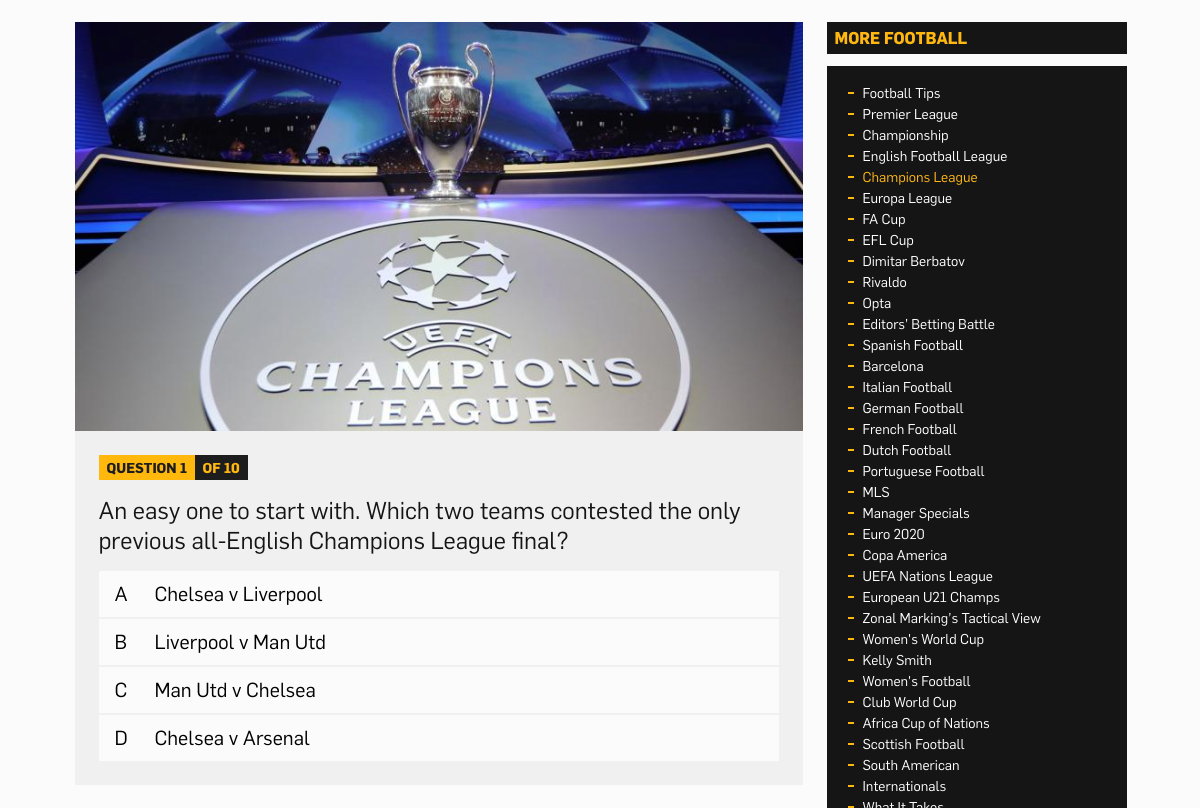 UEFA
CHAMPIONS
LEAGUE
QUESTION 1 OF 10
An easy one to start with. Which two teams contested the only
previous all-English Champions League final?
A Chelsea v Liverpool
B Liverpool v Man Utd
C Man Utd v Chelsea
D Chelsea v Arsenal
MORE FOOTBALL
Football Tips
Premier League
Championship
English Football League
Champions League
Europa League
FA Cup
EFL Cup
Dimitar Berbatov
Rivaldo
Opta
Editors' Betting Battle
Spanish Football
Barcelona
Italian Football
German Football
French Football
Dutch Football
Portuguese Football
MLS
Manager Specials
Euro 2020
Copa America
UEFA Nations League
European U21 Champs
Zonal Marking's Tactical View
Women's World Cup
Kelly Smith
Women's Football
Club World Cup
Africa Cup of Nations
Scottish Football
South American
Internationals
What It Takes